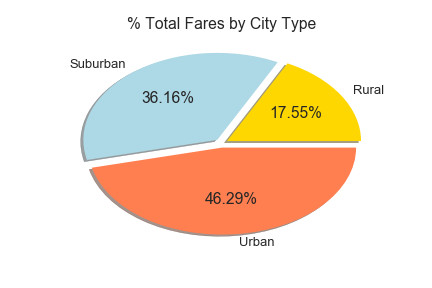 % Total Fares by City Type
Suburban
36.16%
Rural
17.55%
46.29%
Urban